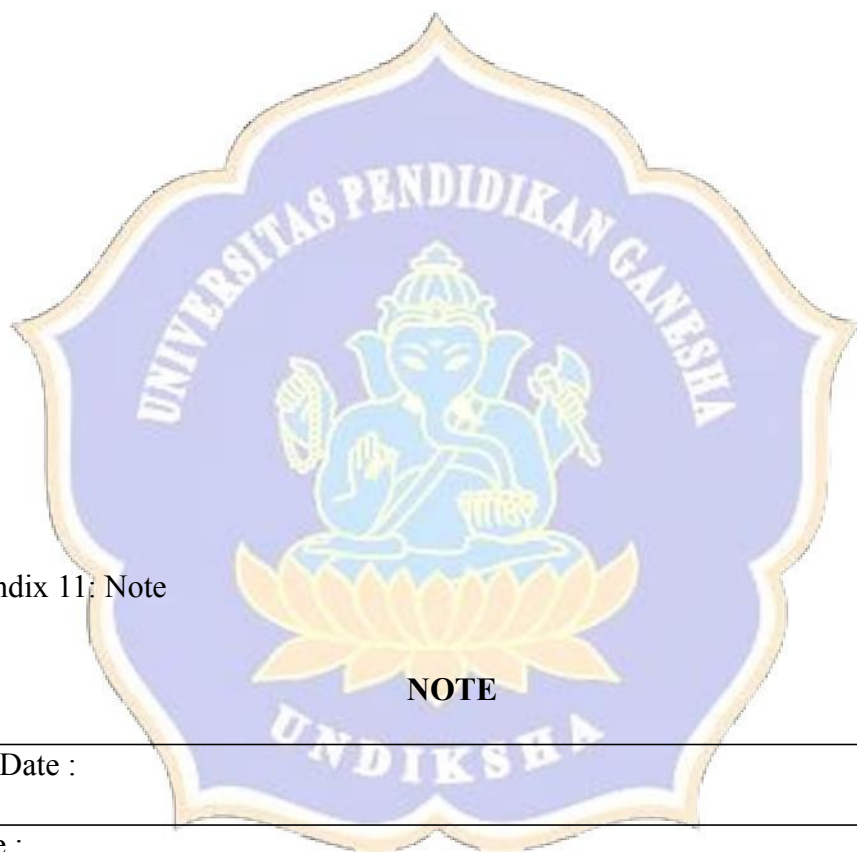 UNIVERSITAS PENDIDIKAN GANESHA
ndix 11: Note
NOTE
UNDIKSHA
Date :
e :